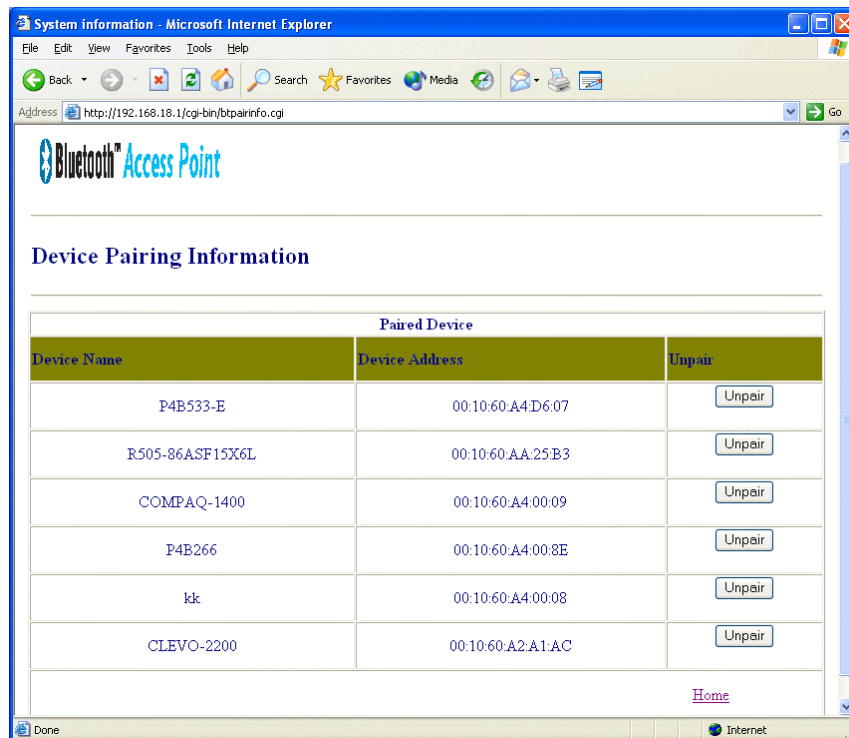 System information - Microsoft Internet Explorer
File Edit View Favorites Tools Help
Back Search Favorites Media
Address http://192.168.18.1/cgi-bin/btpairinfo.cgi Go
Bluetooth™ Access Point
Device Pairing Information
Paired Device
Device Name Device Address Unpair
P4B533-E 00:10:60:A4:D6:07 Unpair
R505-86ASF15X6L 00:10:60:AA:25:B3 Unpair
COMPAQ-1400 00:10:60:A4:00:09 Unpair
P4B266 00:10:60:A4:00:8E Unpair
kk 00:10:60:A4:00:08 Unpair
CLEVO-2200 00:10:60:A2:A1:AC Unpair
Home
Done Internet